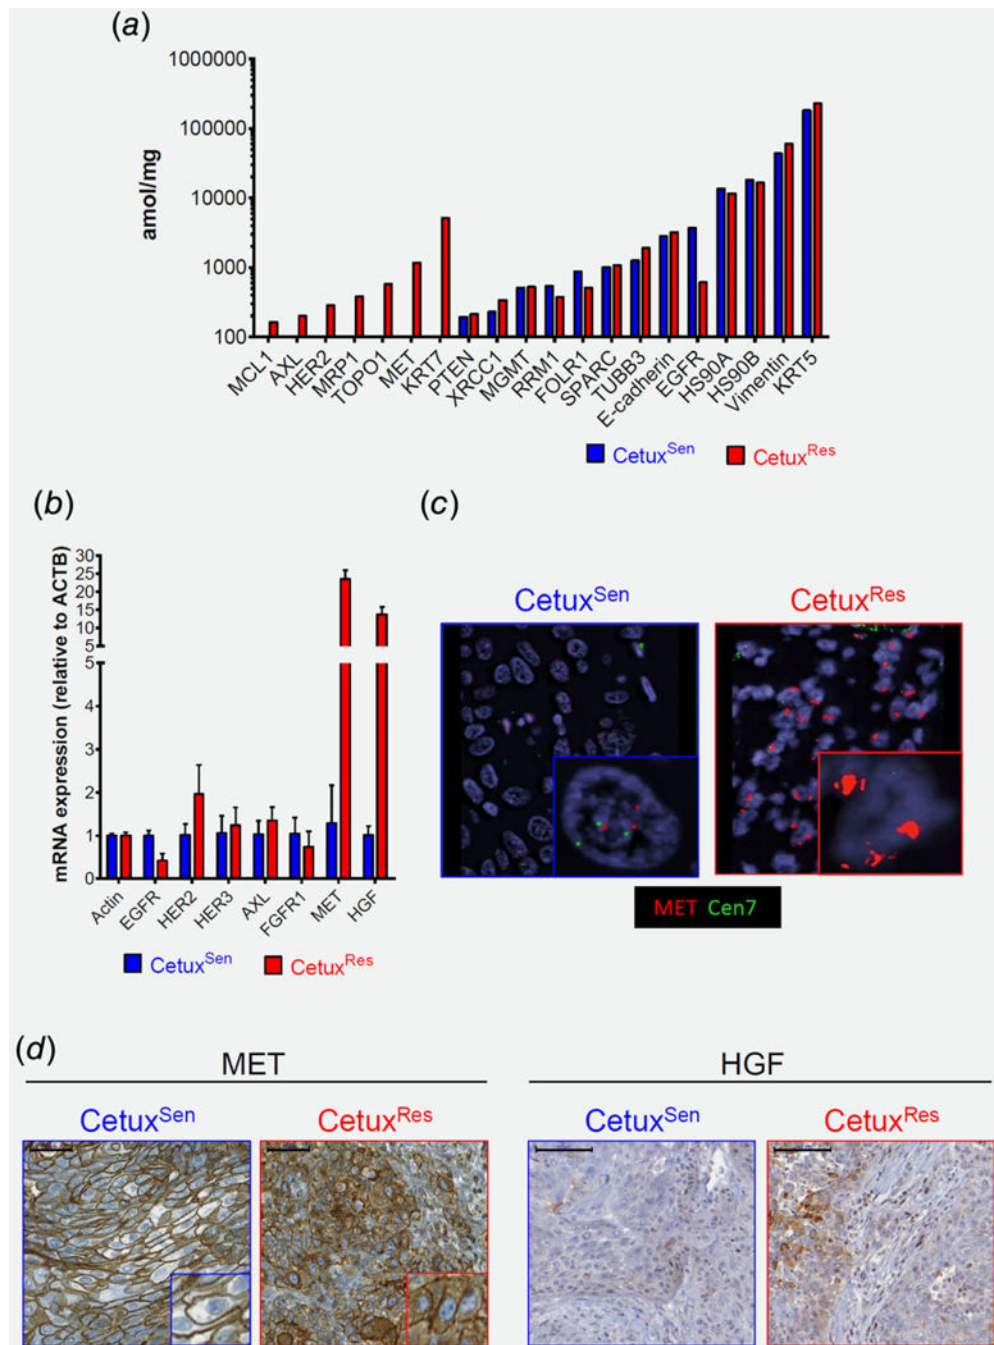 (a)
1000000
100000
10000
1000
100
amol/mg
MCL1
AXL
HER2
MRP1
TOPO1
MET
KRT7
PTEN
XRCC1
MGMT
RRM1
FOLR1
SPARC
TUBB3
E-cadherin
EGFR
HS90A
HS90B
Vimentin
KRT5
CetuxSen
CetuxRes
(b)
mRNA expression (relative to ACTB)
30
25
20
15
10
5
5
4
3
2
1
0
Actin
EGFR
HER2
HER3
AXL
FGFR1
MET
HGF
CetuxSen
CetuxRes
(c)
CetuxSen
CetuxRes
MET Cen7
(d)
MET
HGF
CetuxSen
CetuxRes
CetuxSen
CetuxRes